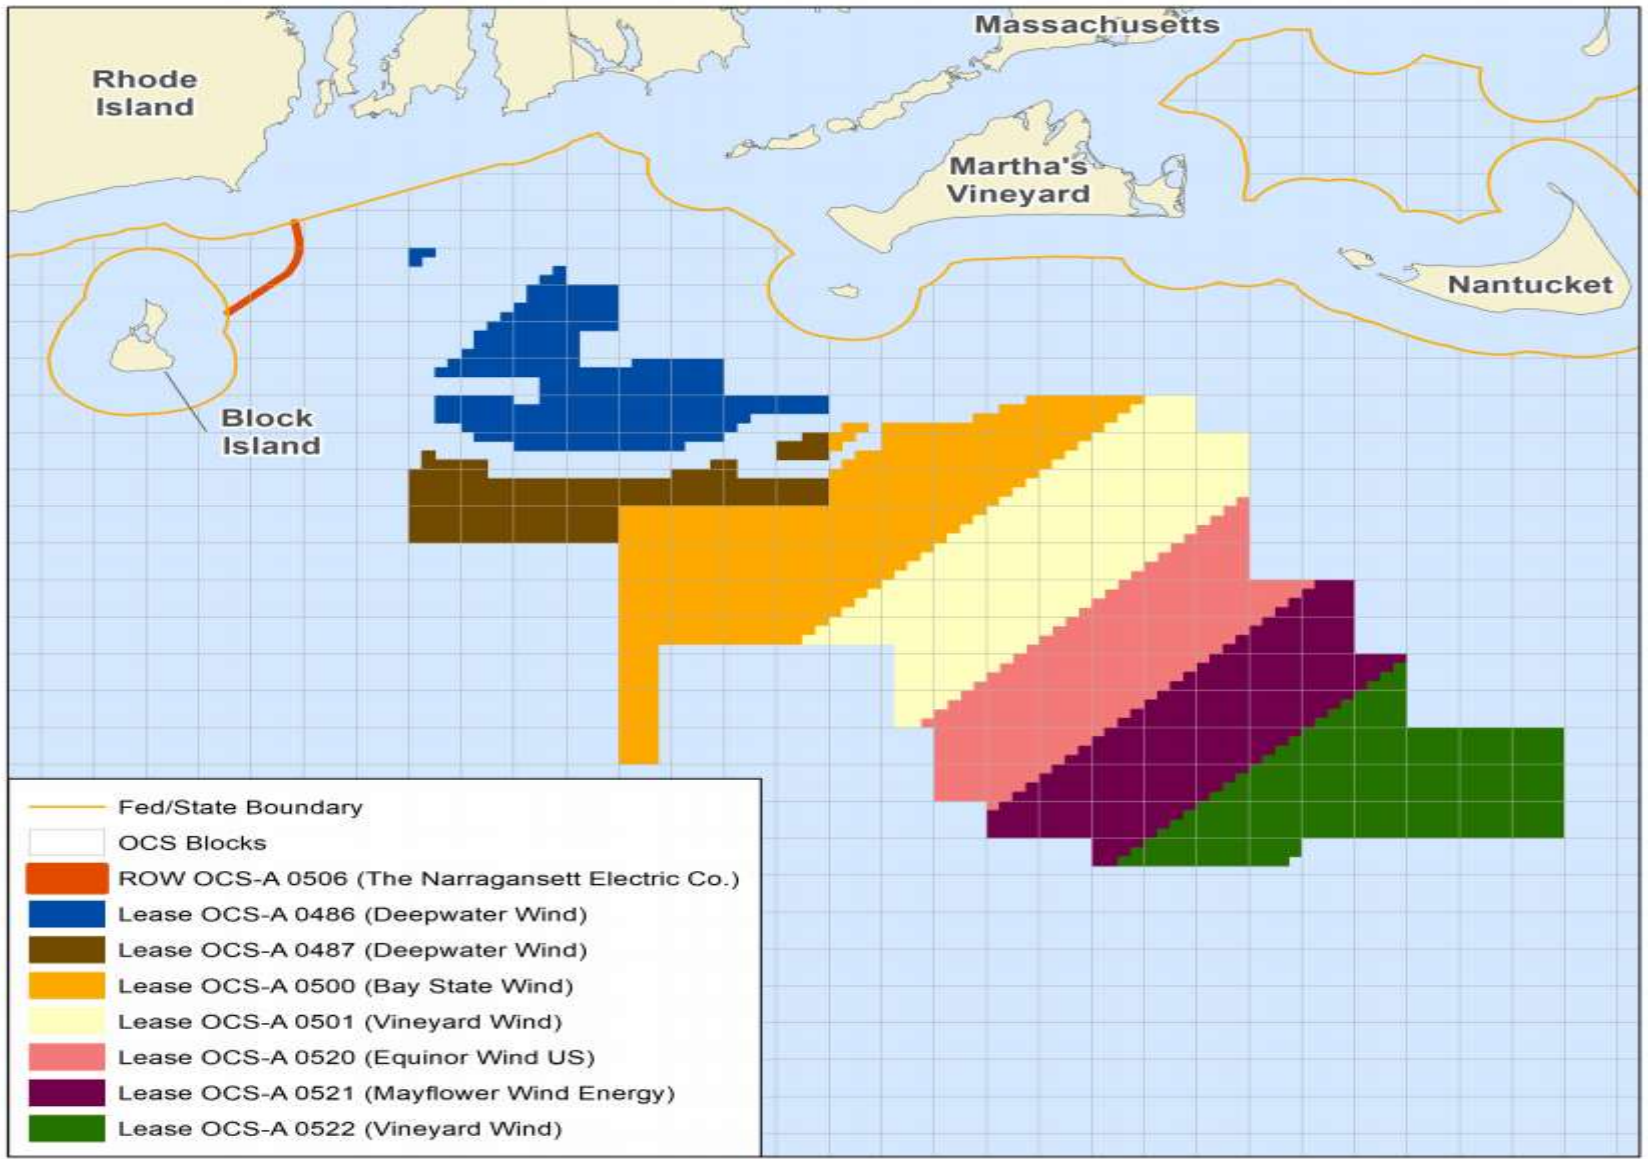 Massachusetts
Rhode
Island
Martha's
Vineyard
Nantucket
Block
Island
Fed/State Boundary
OCS Blocks
ROW OCS-A 0506 (The Narragansett Electric Co.)
Lease OCS-A 0486 (Deepwater Wind)
Lease OCS-A 0487 (Deepwater Wind)
Lease OCS-A 0500 (Bay State Wind)
Lease OCS-A 0501 (Vineyard Wind)
Lease OCS-A 0520 (Equinor Wind US)
Lease OCS-A 0521 (Mayflower Wind Energy)
Lease OCS-A 0522 (Vineyard Wind)